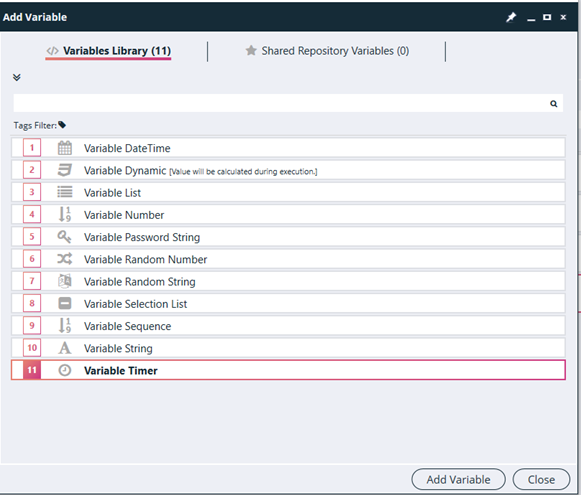 Add Variable
Variables Library (11)
Shared Repository Variables (0)
Tags Filter:
1 Variable DateTime
2 Variable Dynamic [Value will be calculated during execution.]
3 Variable List
4 Variable Number
5 Variable Password String
6 Variable Random Number
7 Variable Random String
8 Variable Selection List
9 Variable Sequence
10 Variable String
11 Variable Timer
Add Variable Close